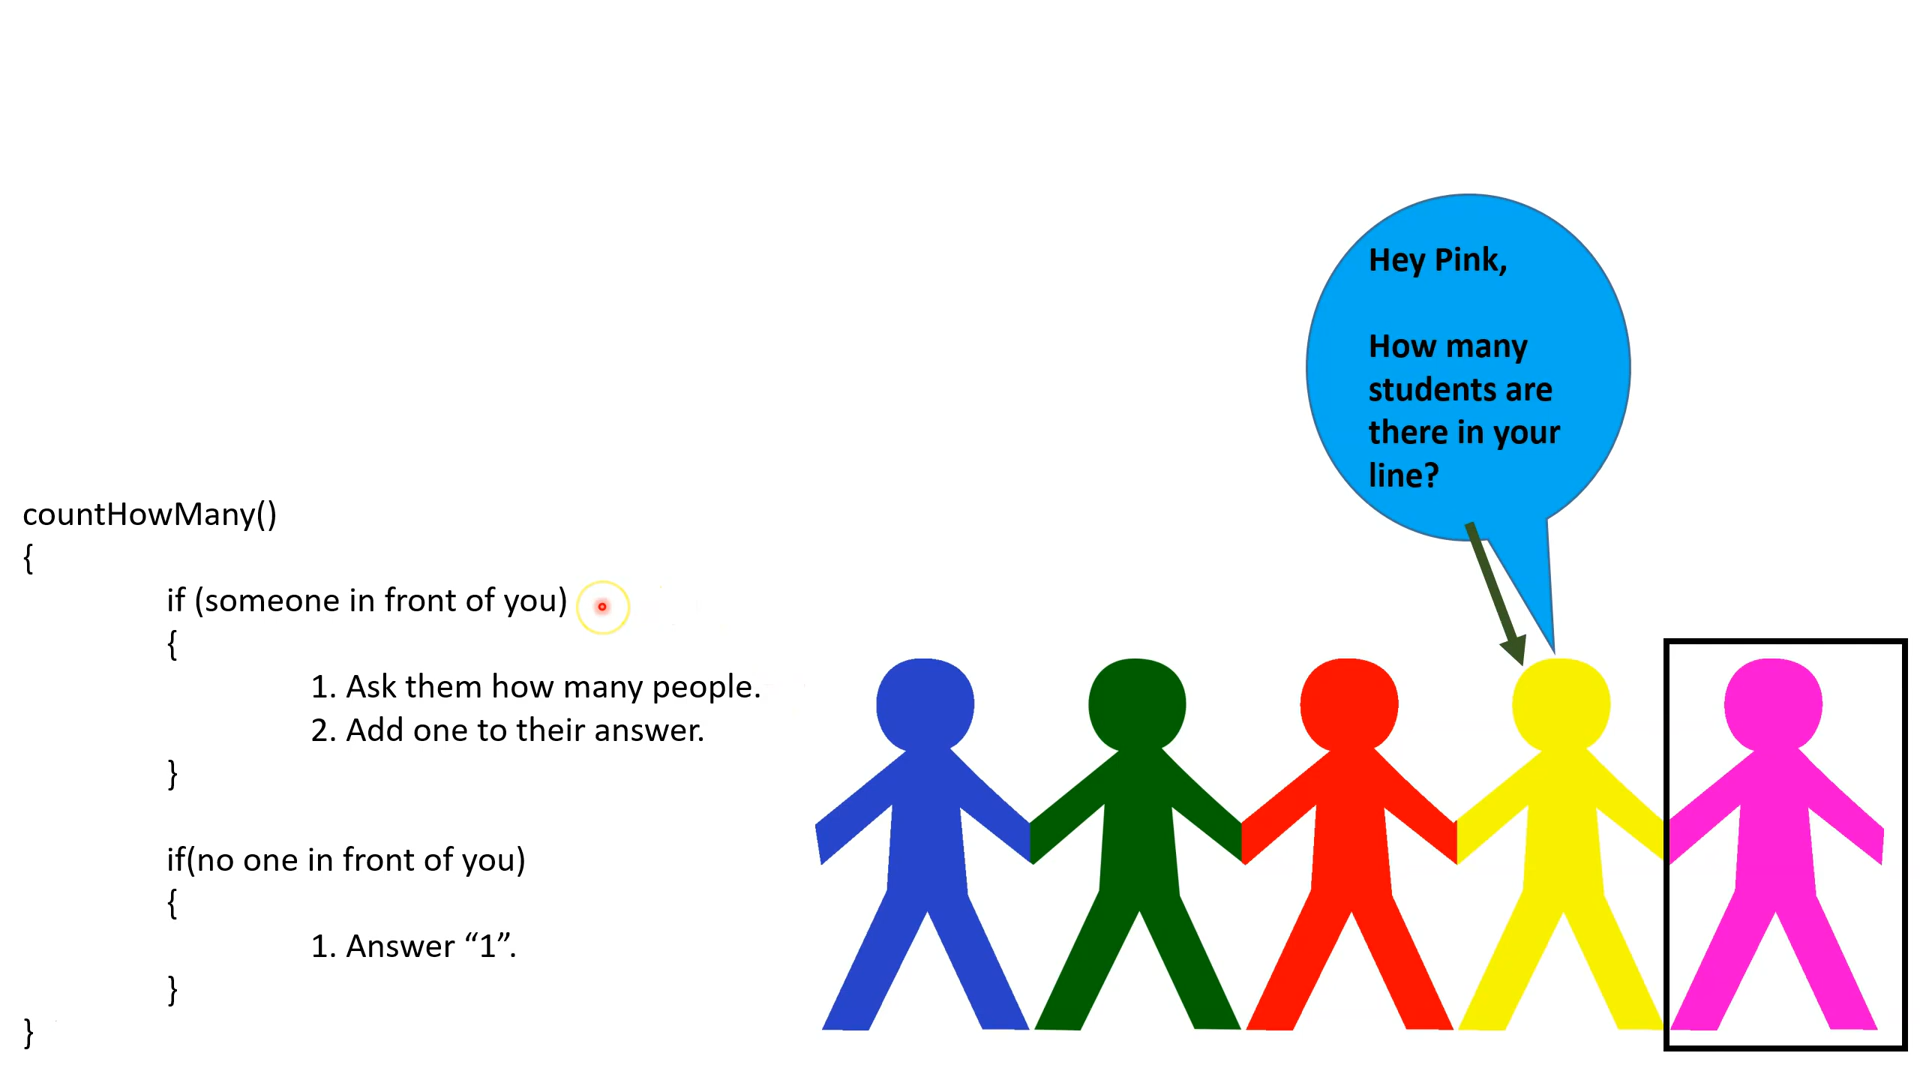 Hey Pink,
How many
students are
there in your
line?
countHowMany()
{
if (someone in front of you)
{
1. Ask them how many people.
2. Add one to their answer.
}
if(no one in front of you)
{
1. Answer “1”.
}
}